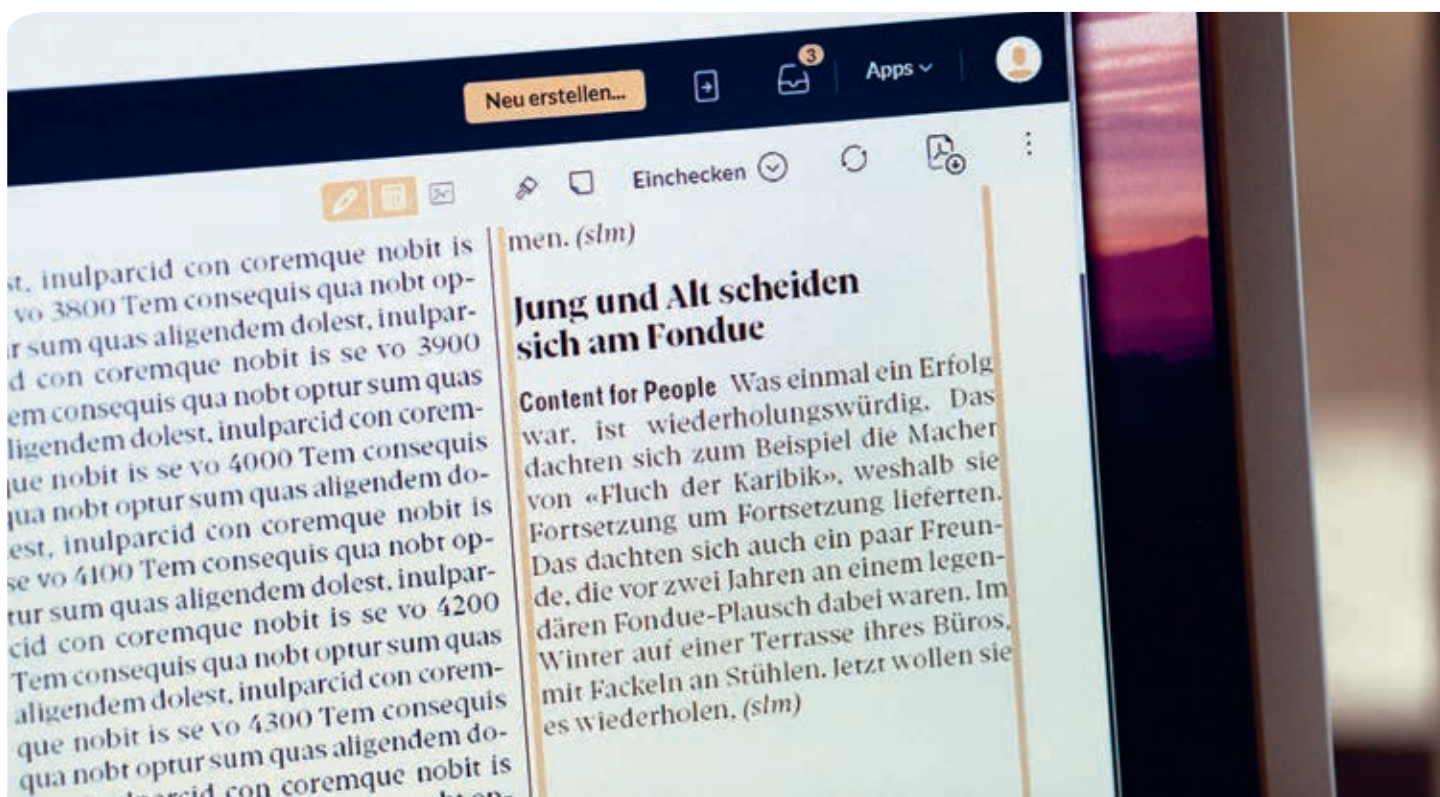 Neu erstellen...
3
Apps
Einchecken
st, inulparcid con coremque nobit is
vo 3800 Tem consequis qua nobt op-
r sum quas aligendem dolest, inulpar-
d con coremque nobit is se vo 3900
em consequis qua nobt optur sum quas
ligendem dolest, inulparcid con corem-
ue nobit is se vo 4000 Tem consequis
qua nobt optur sum quas aligendem do-
est, inulparcid con coremque nobit is
se vo 4100 Tem consequis qua nobt op-
tur sum quas aligendem dolest, inulpar-
cid con coremque nobit is se vo 4200
Tem consequis qua nobt optur sum quas
aligendem dolest, inulparcid con corem-
que nobit is se vo 4300 Tem consequis
qua nobt optur sum quas aligendem do-
con coremque nobit is
men. (slm)
Jung und Alt scheiden
sich am Fondue
Content for People Was einmal ein Erfolg
war, ist wiederholungswürdig. Das
dachten sich zum Beispiel die Macher
von «Fluch der Karibik», weshalb sie
Fortsetzung um Fortsetzung lieferten.
Das dachten sich auch ein paar Freun-
de, die vor zwei Jahren an einem legen-
dären Fondue-Plausch dabei waren. Im
Winter auf einer Terrasse ihres Büros,
mit Fackeln an Stühlen. Jetzt wollen sie
es wiederholen. (slm)